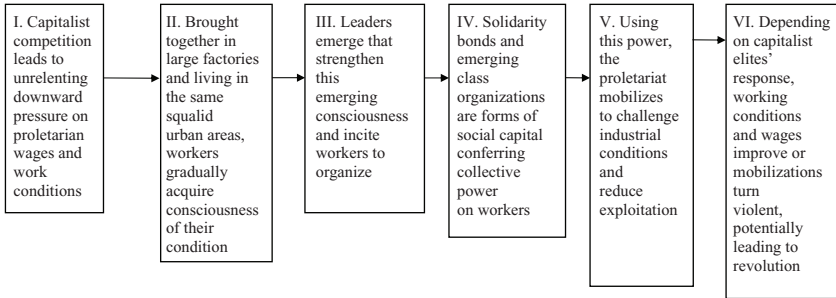 I. Capitalist
competition
leads to
unrelenting
downward
pressure on
proletarian
wages and
work
conditions
II. Brought
together in
large factories
and living in
the same
squalid
urban areas,
workers
gradually
acquire
consciousness
of their
condition
III. Leaders
emerge that
strengthen
this
emerging
consciousness
and incite
workers to
organize
IV. Solidarity
bonds and
emerging
class
organizations
are forms of
social capital
conferring
collective
power
on workers
V. Using
this power,
the
proletariat
mobilizes
to challenge
industrial
conditions
and
reduce
exploitation
VI. Depending
on capitalist
elites’
response,
working
conditions
and wages
improve or
mobilizations
turn
violent,
potentially
leading to
revolution